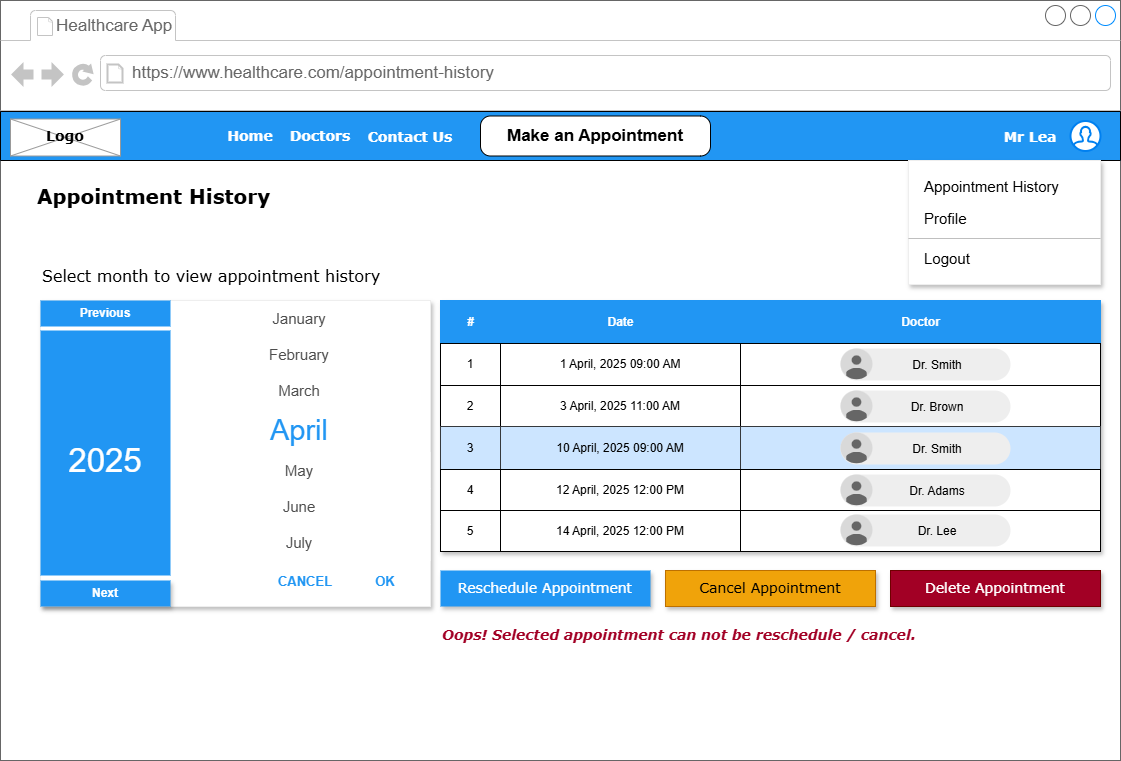 Healthcare App
https://www.healthcare.com/appointment-history
Logo Home Doctors Contact Us Make an Appointment Mr Lea
Appointment History
Profile
Logout
Appointment History
Select month to view appointment history
Previous
2025
Next
January
February
March
April
May
June
July
CANCEL OK
# Date Doctor
1 1 April, 2025 09:00 AM Dr. Smith
2 3 April, 2025 11:00 AM Dr. Brown
3 10 April, 2025 09:00 AM Dr. Smith
4 12 April, 2025 12:00 PM Dr. Adams
5 14 April, 2025 12:00 PM Dr. Lee
Reschedule Appointment Cancel Appointment Delete Appointment
Oops! Selected appointment can not be reschedule / cancel.